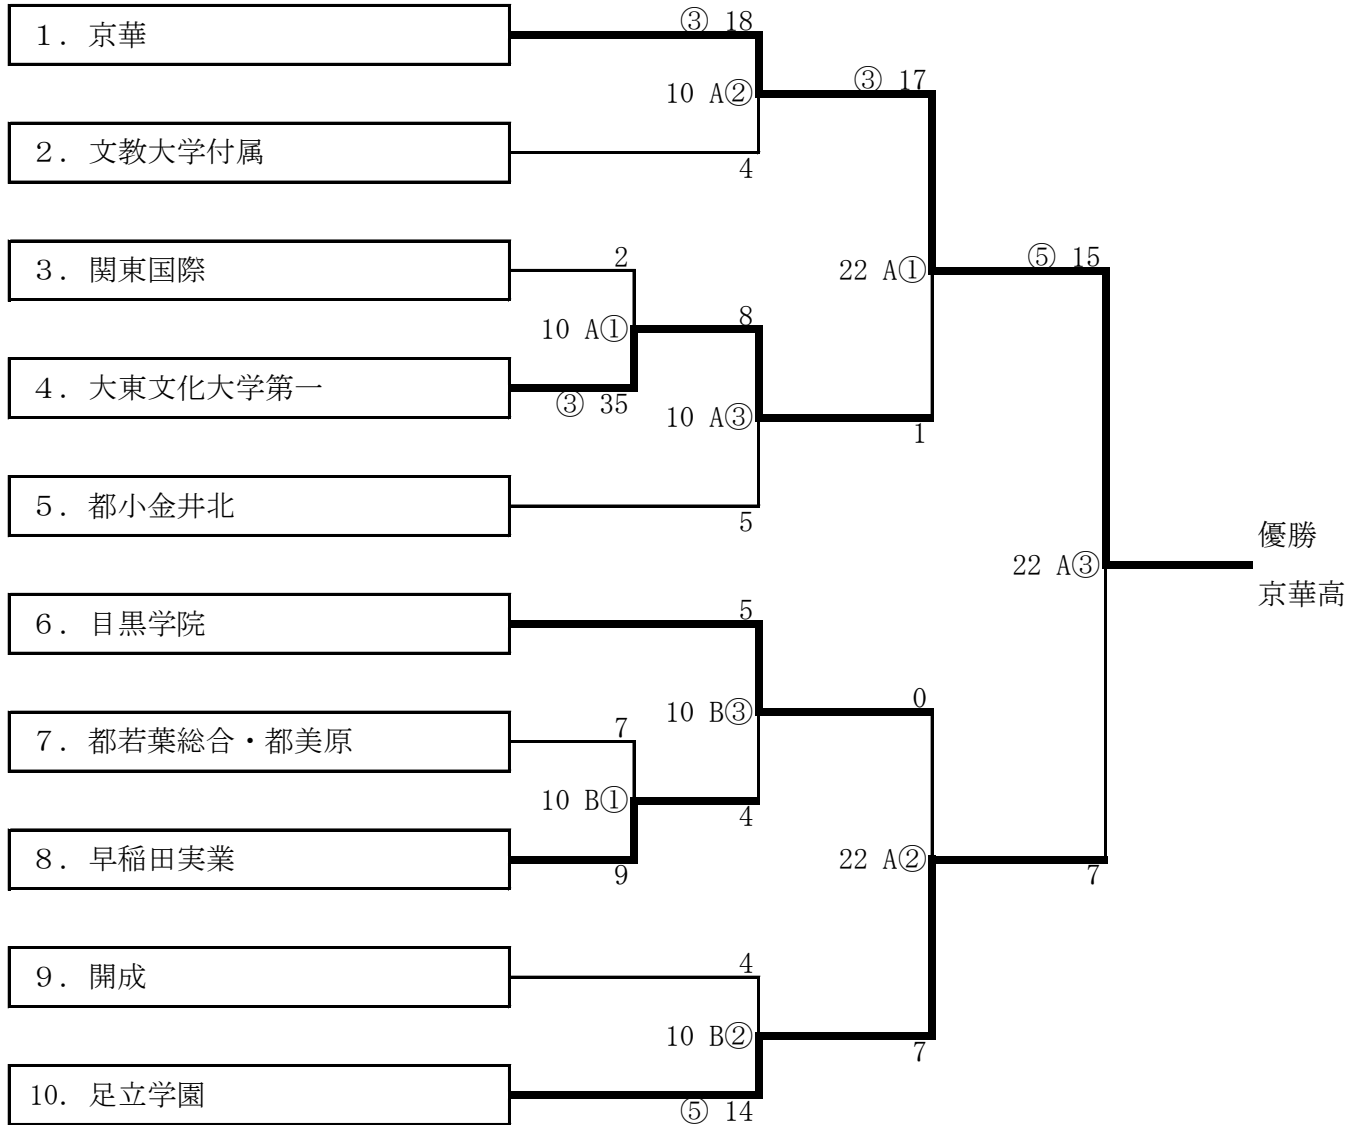 ③ 18
１．京華
③ 17
10 A②
２．文教大学付属
4
2
⑤ 15
３．関東国際
22 A①
8
10 A①
４．大東文化大学第一
③ 35
10 A③
1
５．都小金井北
5
優勝
22 A③
京華高
5
６．目黒学院
0
10 B③
7
７．都若葉総合・都美原
10 B①
4
８．早稲田実業
22 A②
9
7
4
９．開成
10 B②
7
10．足立学園
⑤ 14